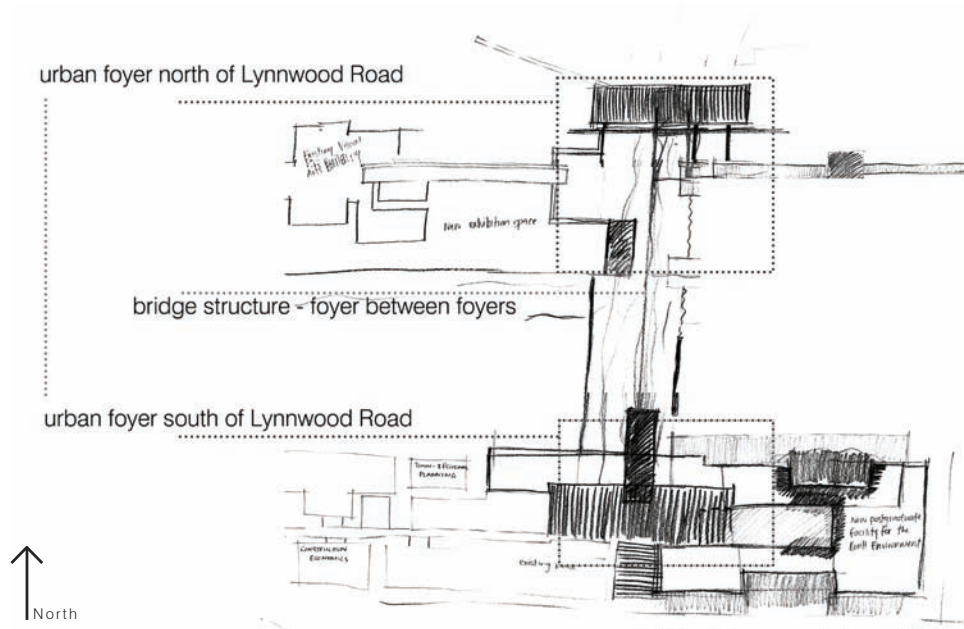 urban foyer north of Lynnwood Road
Existing Visual
Arts Building
New exhibition space
bridge structure - foyer between foyers
urban foyer south of Lynnwood Road
TOWN & REGIONAL
PLANNING
New postgraduate
Facility for the
Built Environment
CONSTRUCTION
ECONOMICS
existing
North